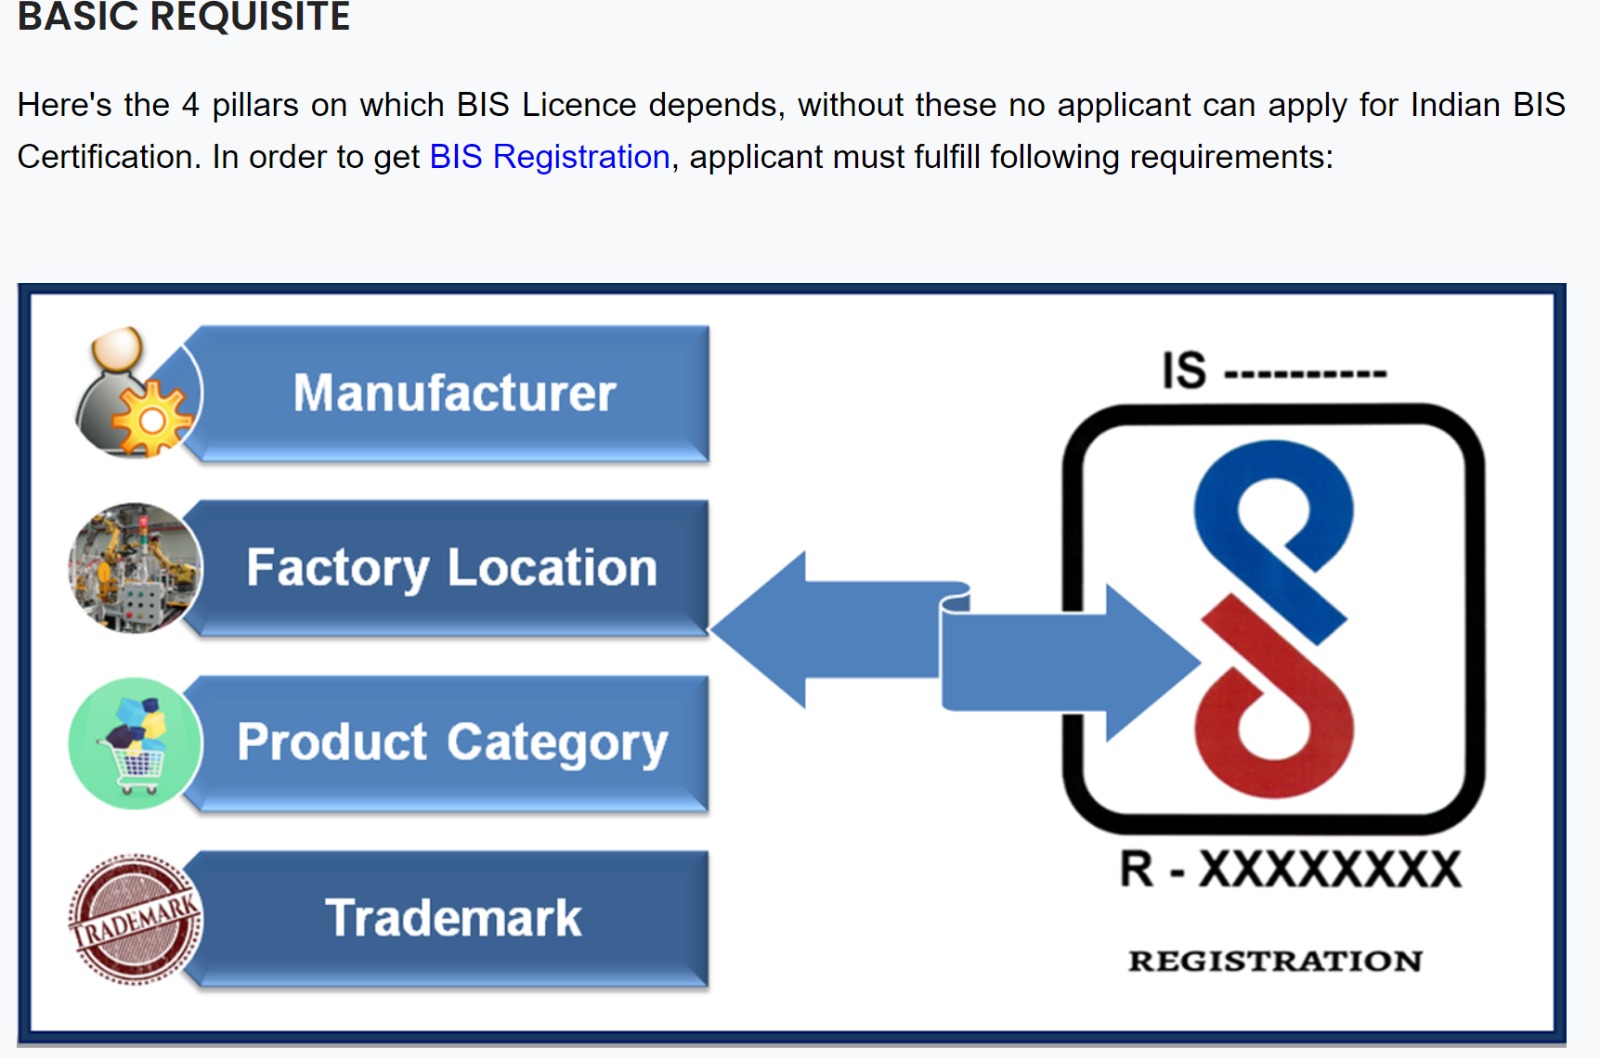 BASIC REQUISITE
Here's the 4 pillars on which BIS Licence depends, without these no applicant can apply for Indian BIS
Certification. In order to get BIS Registration, applicant must fulfill following requirements:
Manufacturer
Factory Location
Product Category
TRADEMARK
Trademark
IS ----------
R - XXXXXXXX
REGISTRATION